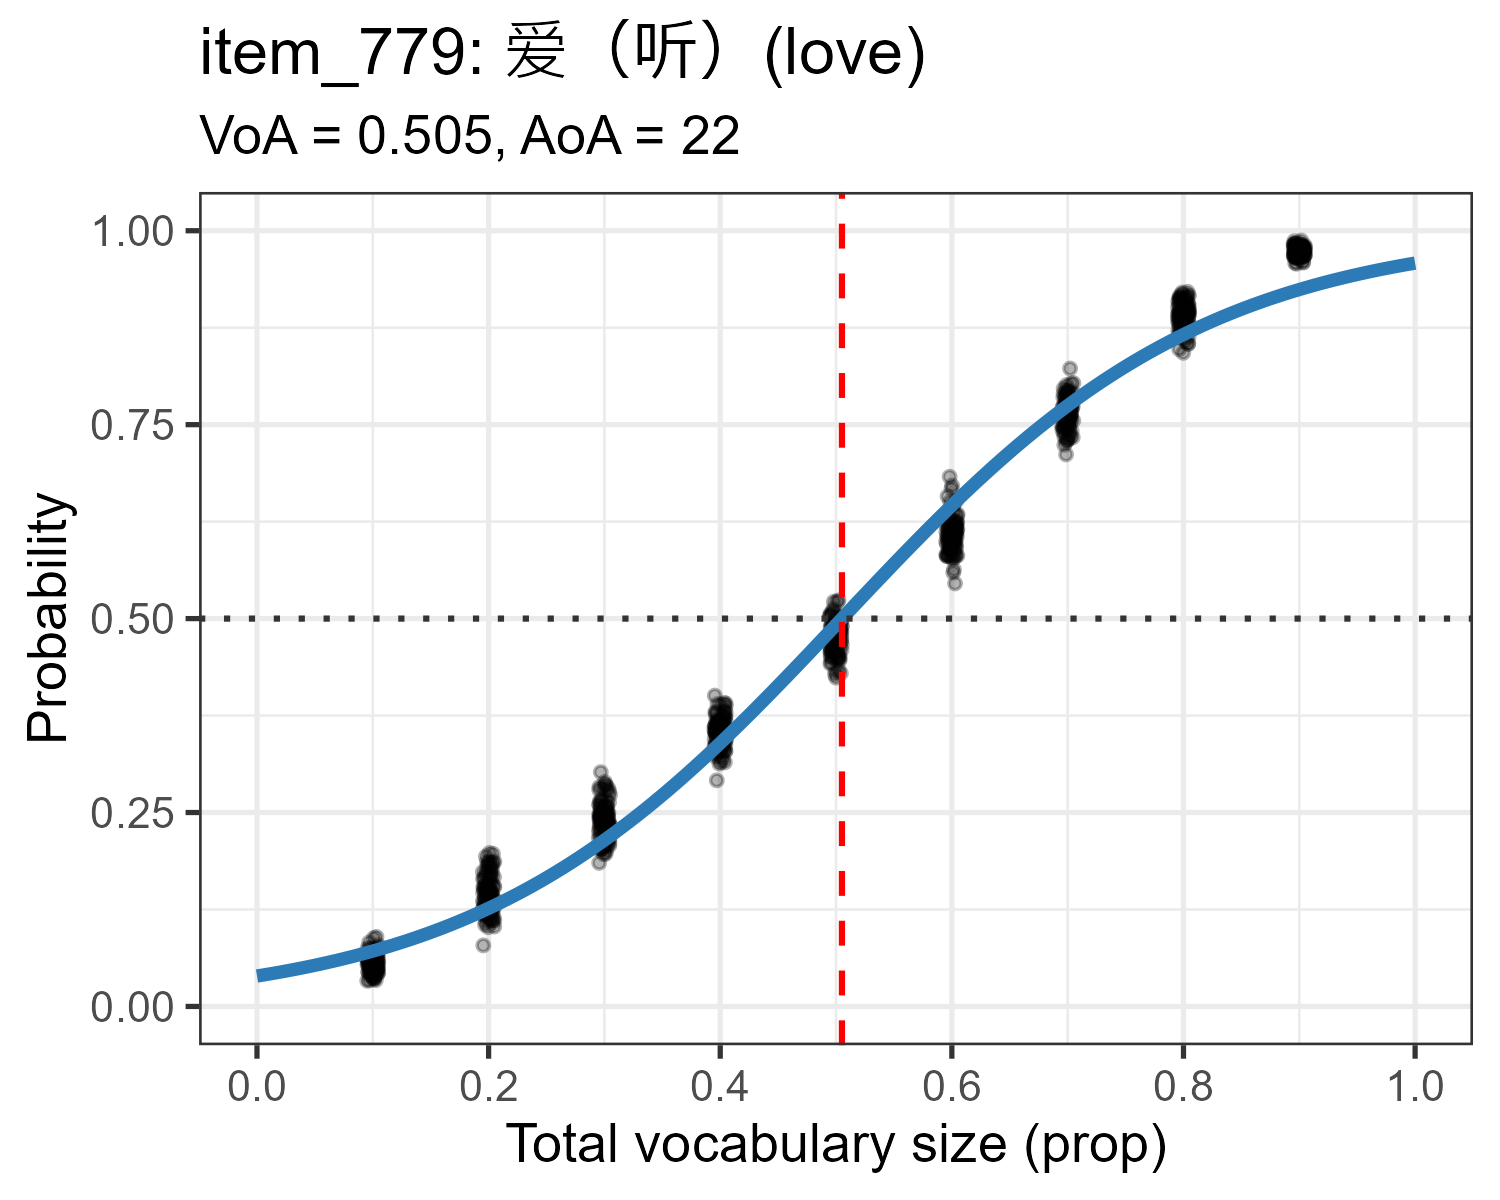 item_779: 爱（听）(love)
VoA = 0.505, AoA = 22
1.00
0.75
0.50
0.25
0.00
Probability
0.0 0.2 0.4 0.6 0.8 1.0
Total vocabulary size (prop)